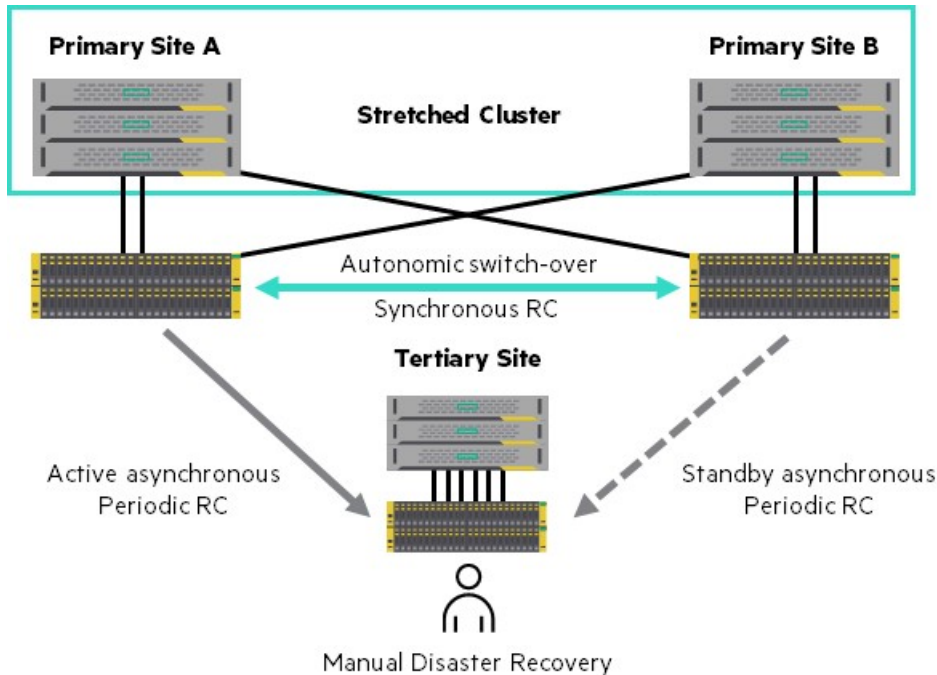 Primary Site A
Primary Site B
Stretched Cluster
Autonomic switch-over
Synchronous RC
Tertiary Site
Active asynchronous
Periodic RC
Standby asynchronous
Periodic RC
Manual Disaster Recovery